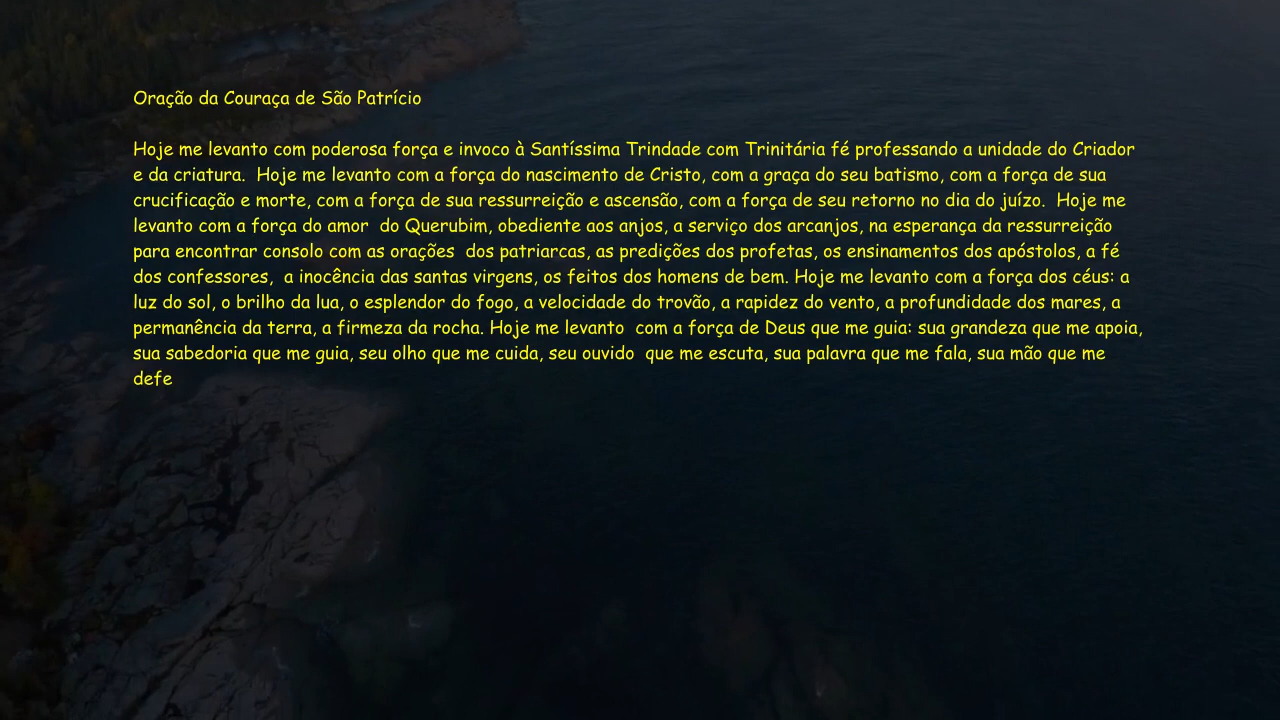 Oração da Couraça de São Patrício
Hoje me levanto com poderosa força e invoco à Santíssima Trindade com Trinitária fé professando a unidade do Criador
e da criatura.  Hoje me levanto com a força do nascimento de Cristo, com a graça do seu batismo, com a força de sua
crucificação e morte, com a força de sua ressurreição e ascensão, com a força de seu retorno no dia do juízo.  Hoje me
levanto com a força do amor  do Querubim, obediente aos anjos, a serviço dos arcanjos, na esperança da ressurreição
para encontrar consolo com as orações  dos patriarcas, as predições dos profetas, os ensinamentos dos apóstolos, a fé
dos confessores,  a inocência das santas virgens, os feitos dos homens de bem. Hoje me levanto com a força dos céus: a
luz do sol, o brilho da lua, o esplendor do fogo, a velocidade do trovão, a rapidez do vento, a profundidade dos mares, a
permanência da terra, a firmeza da rocha. Hoje me levanto  com a força de Deus que me guia: sua grandeza que me apoia,
sua sabedoria que me guia, seu olho que me cuida, seu ouvido  que me escuta, sua palavra que me fala, sua mão que me
defe